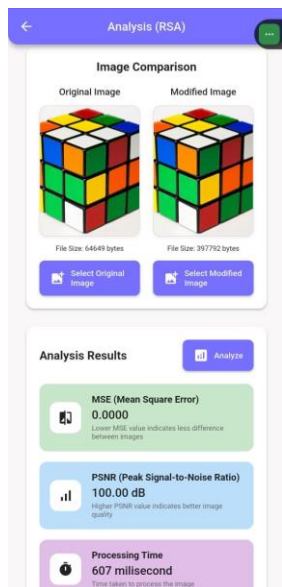 Analysis (RSA)
Image Comparison
Original Image
Modified Image
File Size: 64649 bytes
File Size: 397792 bytes
Select Original
Image
Select Modified
Image
Analysis Results
Analyze
MSE (Mean Square Error)
0.0000
Lower MSE value indicates less difference
between images
PSNR (Peak Signal-to-Noise Ratio)
100.00 dB
Higher PSNR value indicates better image
quality
Processing Time
607 milisecond
Time taken to process the image